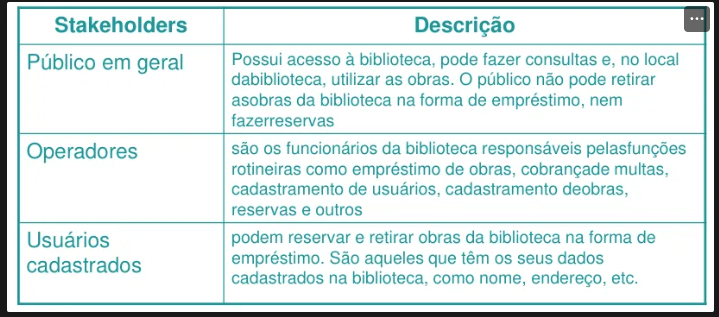 Stakeholders Descrição
Público em geral
Possui acesso à biblioteca, pode fazer consultas e, no local
dabiblioteca, utilizar as obras. O público não pode retirar
asobras da biblioteca na forma de empréstimo, nem
fazerreservas
Operadores
são os funcionários da biblioteca responsáveis pelasfunções
rotineiras como empréstimo de obras, cobrançade multas,
cadastramento de usuários, cadastramento deobras,
reservas e outros
Usuários
cadastrados
podem reservar e retirar obras da biblioteca na forma de
empréstimo. São aqueles que têm os seus dados
cadastrados na biblioteca, como nome, endereço, etc.